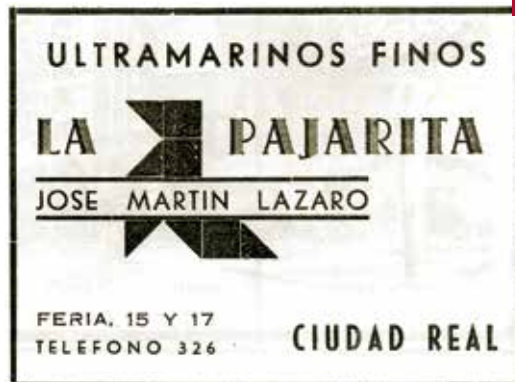 ULTRAMARINOS FINOS
LA PAJARITA
JOSE MARTIN LAZARO
FERIA, 15 Y 17
TELEFONO 326
CIUDAD REAL